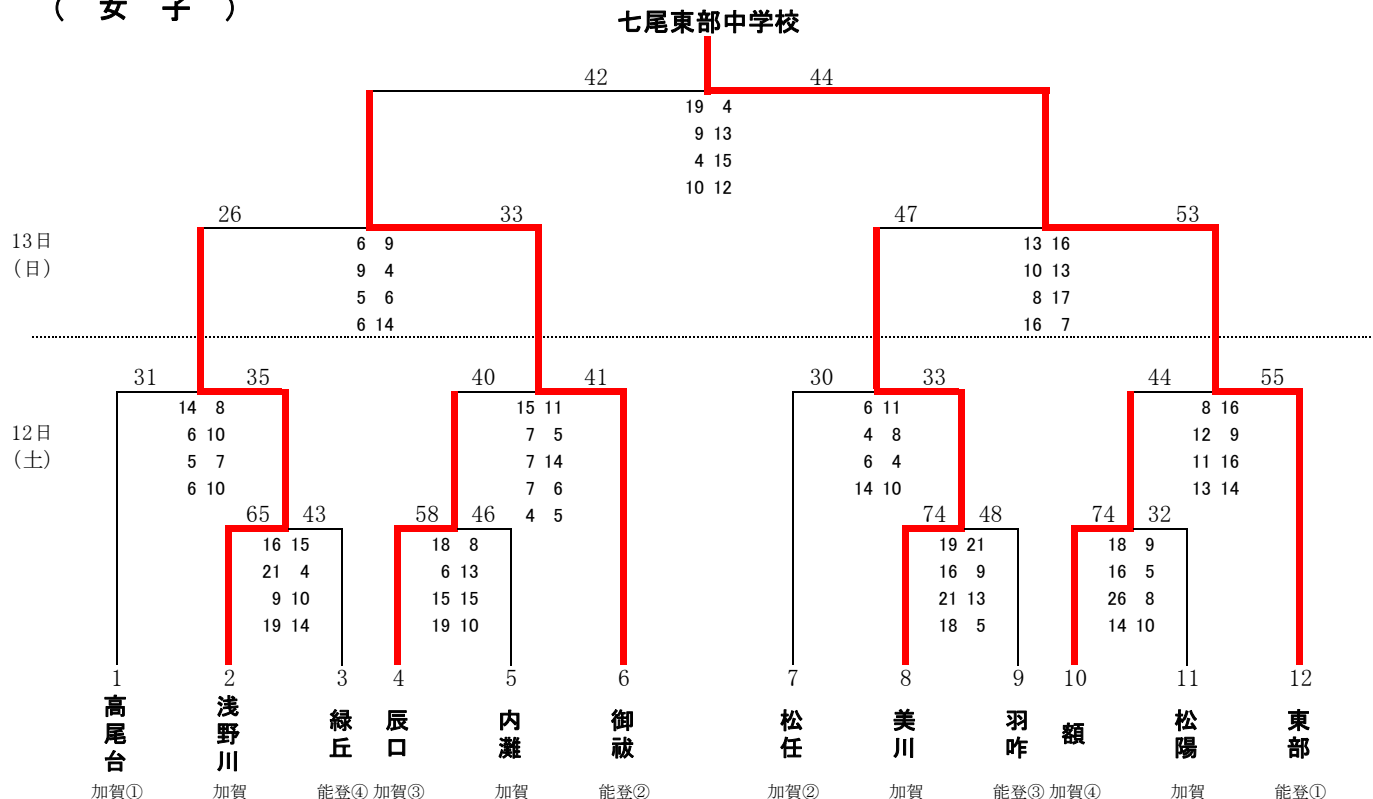 （ 女 子 ）
七尾東部中学校
42 44
19 4
9 13
4 15
10 12
26 33 47 53
13日
（日）
6 9 13 16
9 4 10 13
5 6 8 17
6 14 16 7
31 35 40 41 30 33 44 55
12日
（土）
14 8 15 11 6 11 8 16
6 10 7 5 4 8 12 9
5 7 7 14 6 4 11 16
6 10 7 6 14 10 13 14
4 5
65 43 58 46 74 48 74 32
16 15 18 8 19 21 18 9
21 4 6 13 16 9 16 5
9 10 15 15 21 13 26 8
19 14 19 10 18 5 14 10
1 2 3 4 5 6 7 8 9 10 11 12
高尾台 浅野川 緑丘 辰口 内灘 御祓 松任 美川 羽咋 額 松陽 東部
加賀① 加賀 能登④ 加賀③ 加賀 能登② 加賀② 加賀 能登③ 加賀④ 加賀 能登①